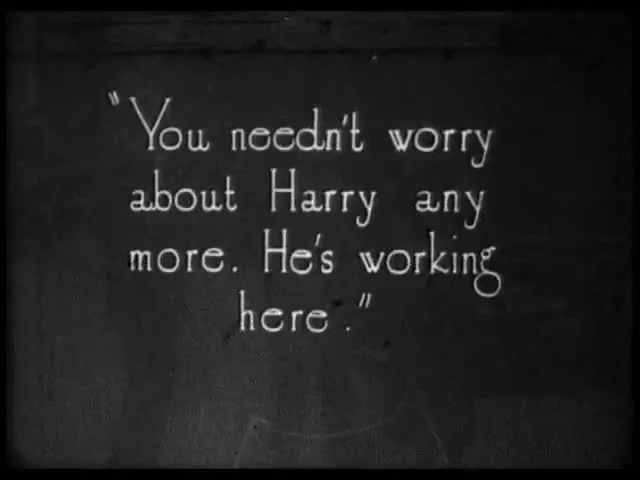 "You needn't worry
about Harry any
more. He's working
here."